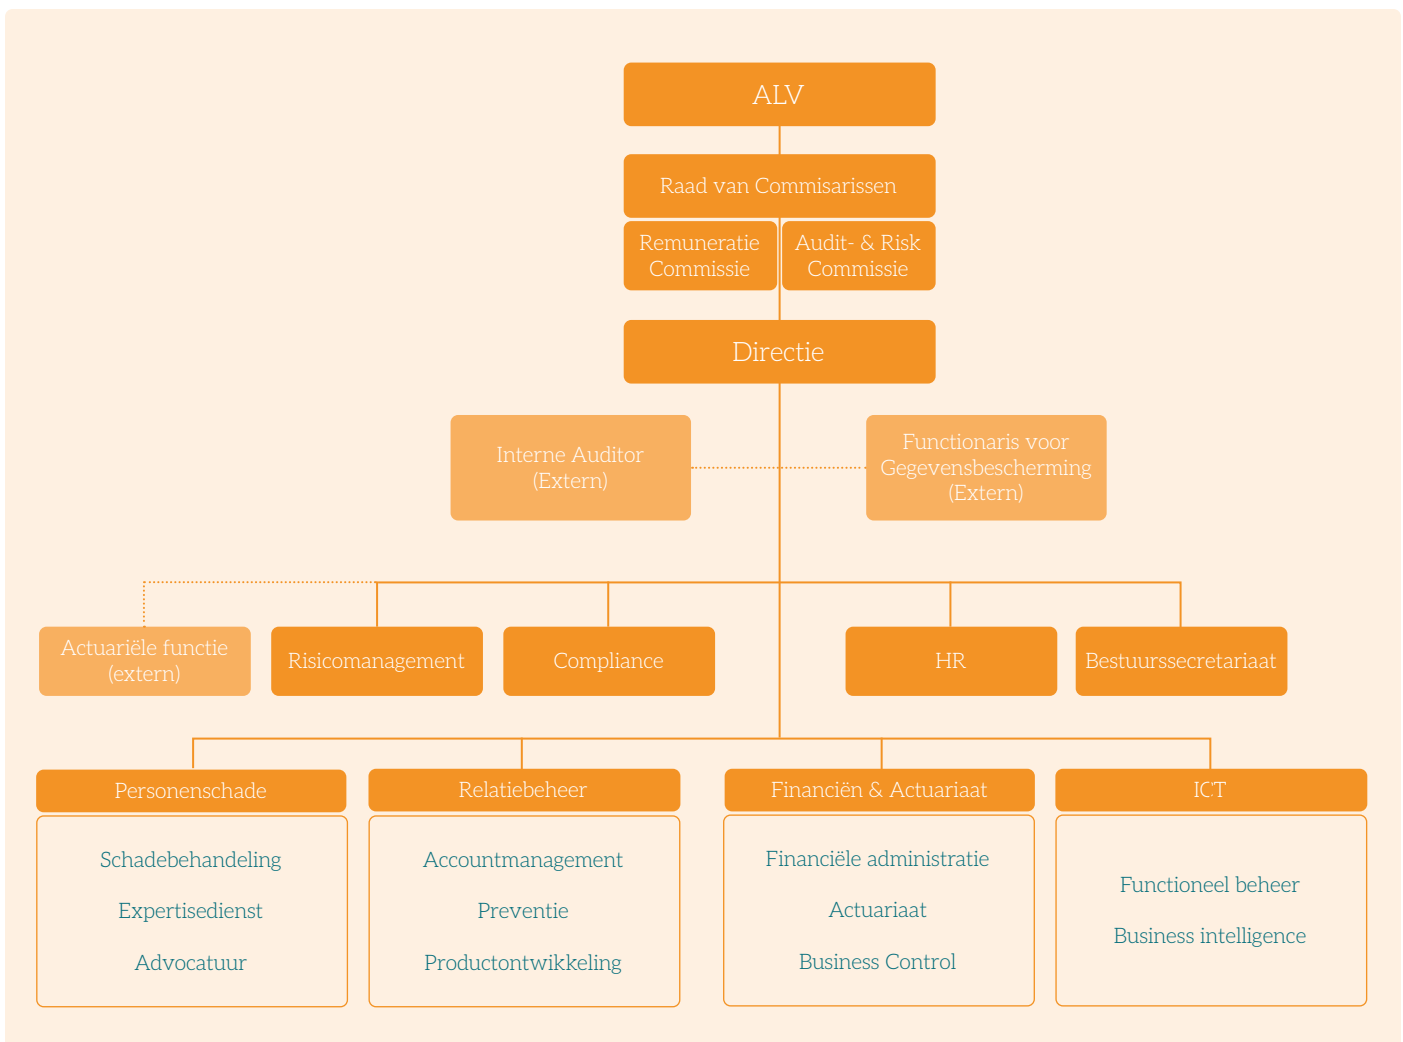 ALV
Raad van Commisarissen
Remuneratie
Commissie
Audit- & Risk
Commissie
Directie
Interne Auditor
(Extern)
Functionaris voor
Gegevensbescherming
(Extern)
Actuariële functie
(extern)
Risicomanagement
Compliance
HR
Bestuurssecretariaat
Personenschade
Schadebehandeling
Expertisedienst
Advocatuur
Relatiebeheer
Accountmanagement
Preventie
Productontwikkeling
Financiën & Actuariaat
Financiële administratie
Actuariaat
Business Control
ICT
Functioneel beheer
Business intelligence